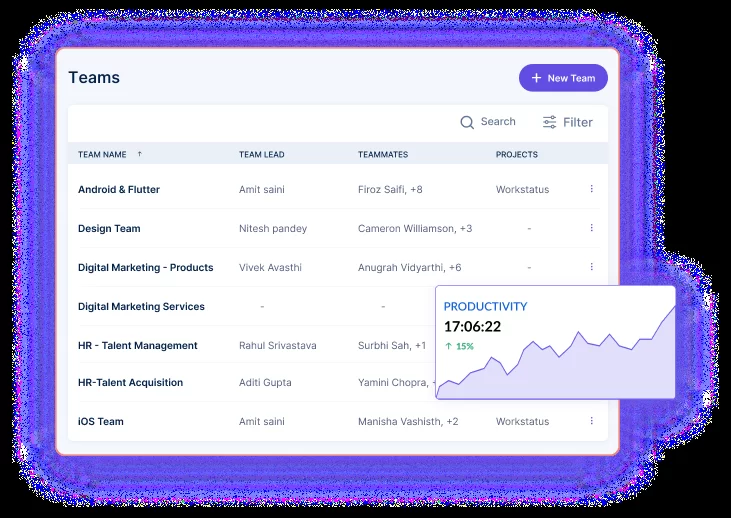 Teams
+ New Team
Search Filter
TEAM NAME ↑ TEAM LEAD TEAMMATES PROJECTS
Android & Flutter Amit saini Firoz Saifi, +8 Workstatus
Design Team Nitesh pandey Cameron Williamson, +3 -
Digital Marketing - Products Vivek Avasthi Anugrah Vidyarthi, +6 -
Digital Marketing Services - -
HR - Talent Management Rahul Srivastava Surbhi Sah, +1
HR-Talent Acquisition Aditi Gupta Yamini Chopra,
iOS Team Amit saini Manisha Vashisth, +2 Workstatus
PRODUCTIVITY
17:06:22
↑ 15%